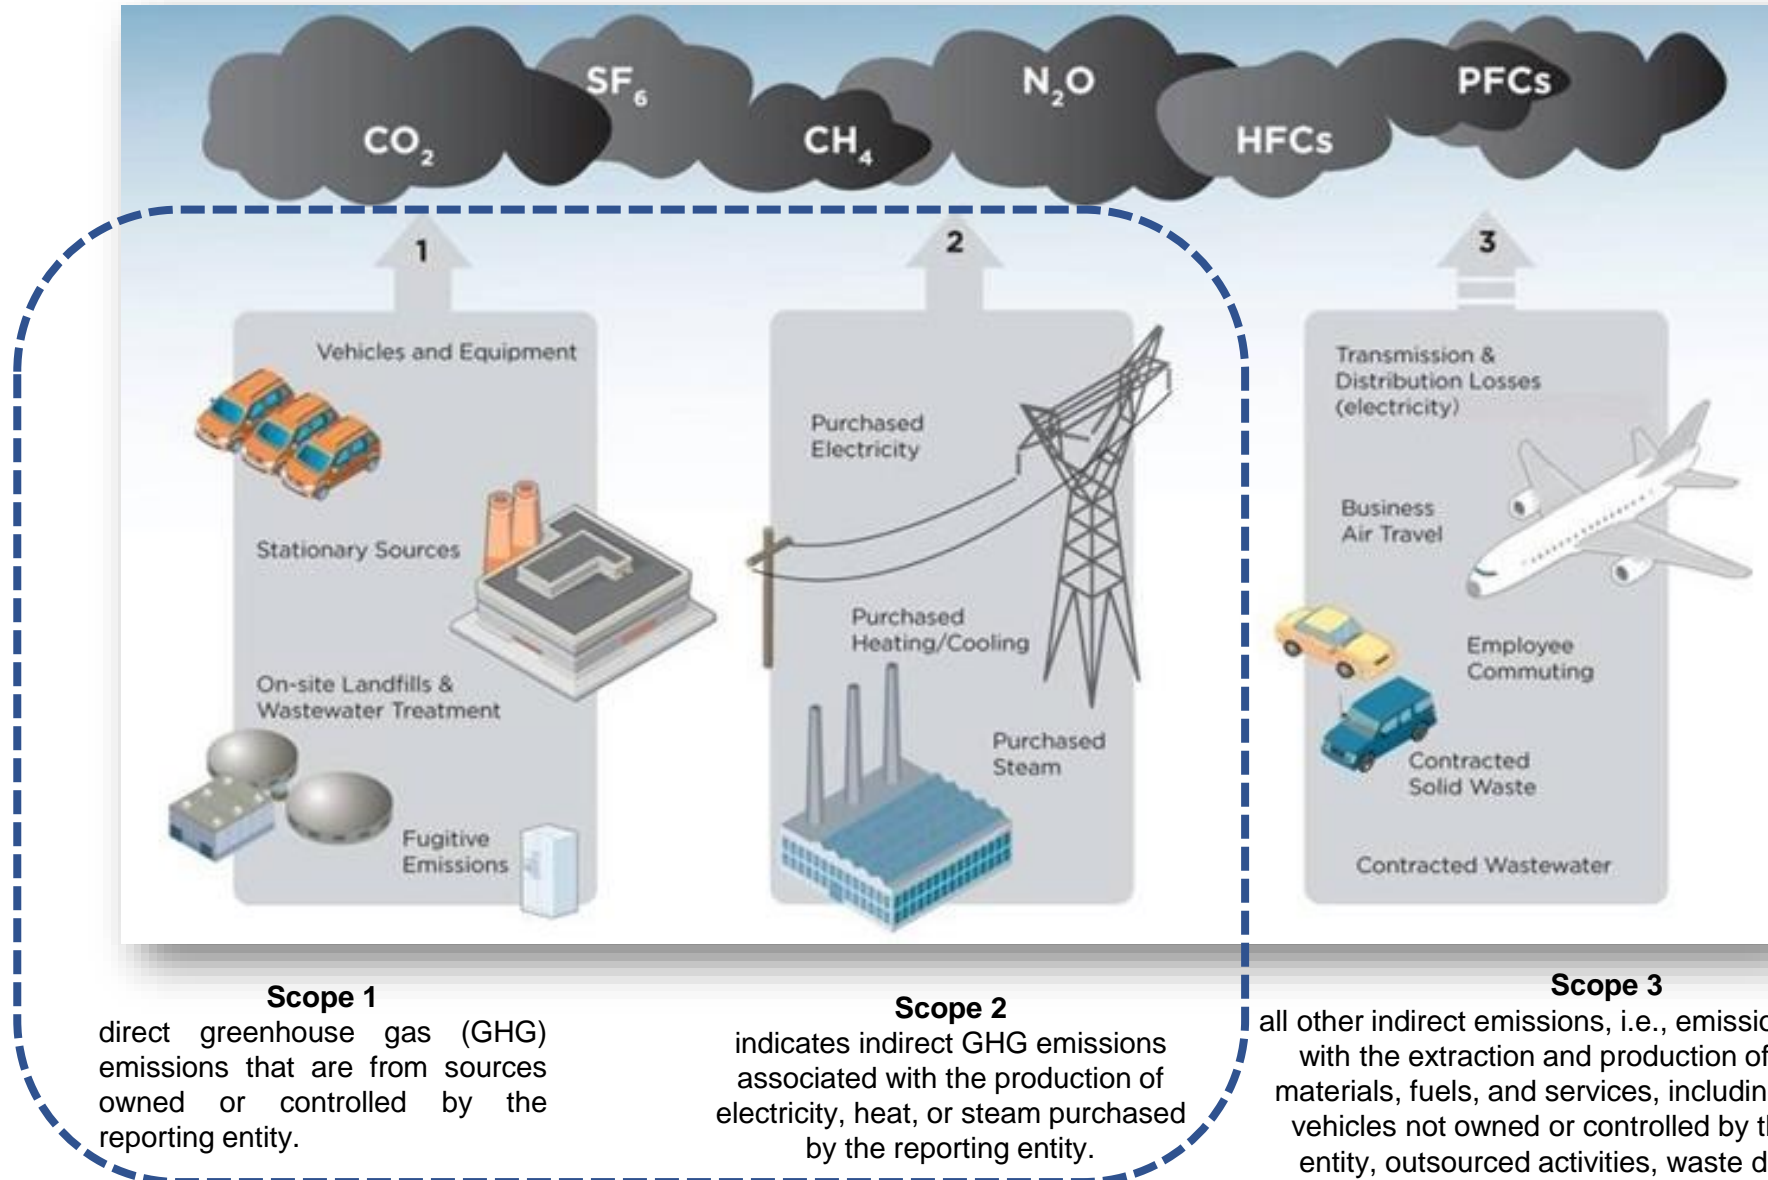 CO₂
SF₆
CH₄
N₂O
HFCs
PFCs
1
Vehicles and Equipment
Stationary Sources
On-site Landfills &
Wastewater Treatment
Fugitive
Emissions
2
Purchased
Electricity
Purchased
Heating/Cooling
Purchased
Steam
3
Transmission &
Distribution Losses
(electricity)
Business
Air Travel
Employee
Commuting
Contracted
Solid Waste
Contracted Wastewater
Scope 1
direct greenhouse gas (GHG)
emissions that are from sources
owned or controlled by the
reporting entity.
Scope 2
indicates indirect GHG emissions
associated with the production of
electricity, heat, or steam purchased
by the reporting entity.
Scope 3
all other indirect emissions, i.e.,
with the extraction and production of
materials, fuels, and services,
vehicles not owned or controlled by
entity, outsourced activities, waste